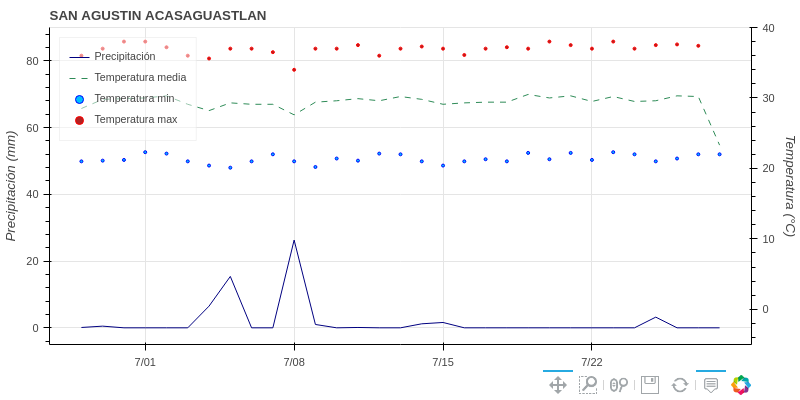 SAN AGUSTIN ACASAGUASTLAN
Precipitación
Temperatura media
Temperatura min
Temperatura max
Precipitación (mm)
80
60
40
20
0
Temperatura (°C)
40
30
20
10
0
7/01
7/08
7/15
7/22